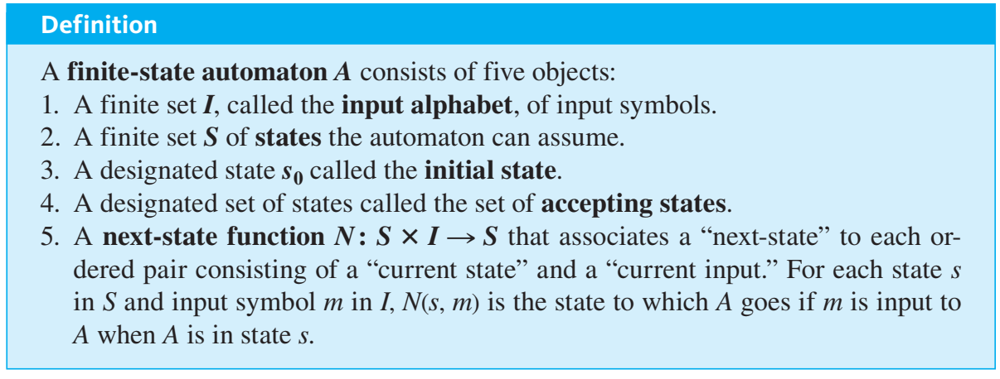 Definition
A finite-state automaton A consists of five objects:
1. A finite set I, called the input alphabet, of input symbols.
2. A finite set S of states the automaton can assume.
3. A designated state s₀ called the initial state.
4. A designated set of states called the set of accepting states.
5. A next-state function N: S × I → S that associates a “next-state” to each or-
dered pair consisting of a “current state” and a “current input.” For each state s
in S and input symbol m in I, N(s, m) is the state to which A goes if m is input to
A when A is in state s.